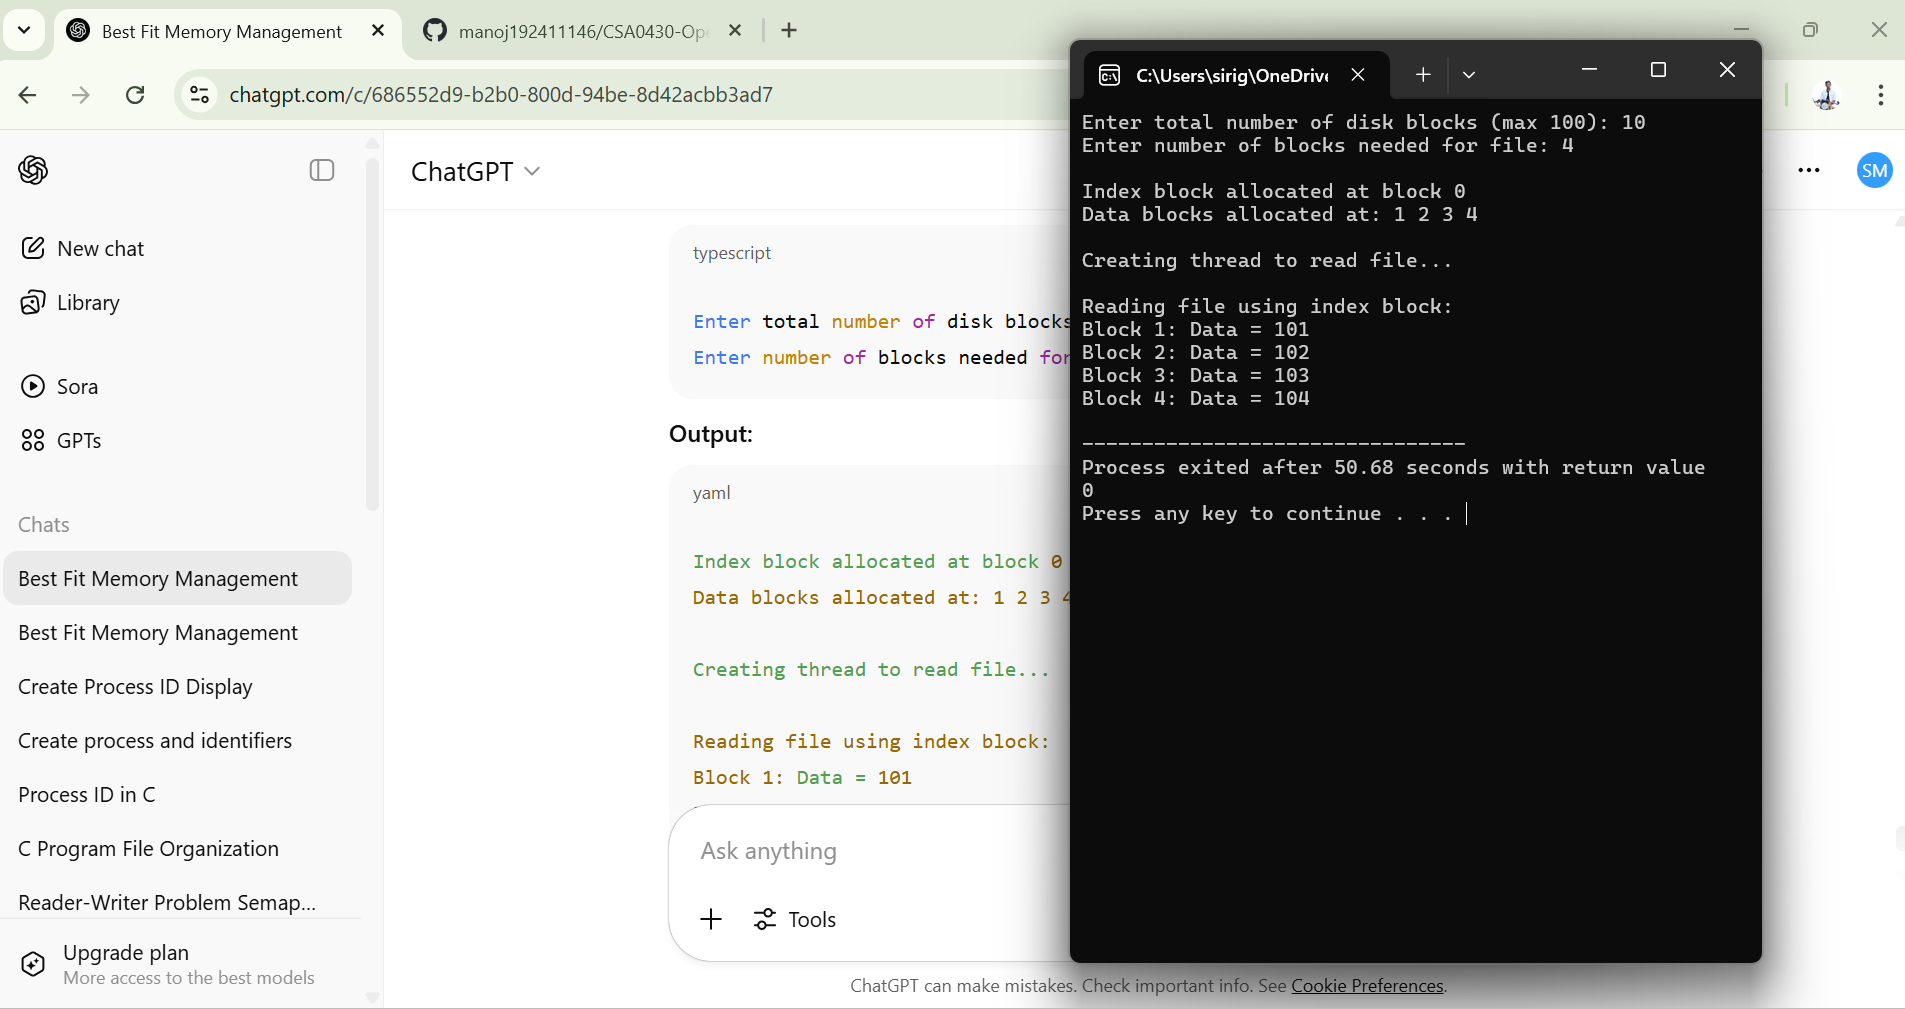 Best Fit Memory Management
manoj192411146/CSA0430-Ope
chatgpt.com/c/686552d9-b2b0-800d-94be-8d42acbb3ad7
ChatGPT
SM
New chat
Library
Sora
GPTs
Chats
Best Fit Memory Management
Best Fit Memory Management
Create Process ID Display
Create process and identifiers
Process ID in C
C Program File Organization
Reader-Writer Problem Semap...
Upgrade plan
More access to the best models
typescript
Enter total number of disk blocks
Enter number of blocks needed for
Output:
yaml
Index block allocated at block 0
Data blocks allocated at: 1 2 3 4
Creating thread to read file...
Reading file using index block:
Block 1: Data = 101
Ask anything
Tools
ChatGPT can make mistakes. Check important info. See Cookie Preferences.
C:\Users\sirig\OneDrive
Enter total number of disk blocks (max 100): 10
Enter number of blocks needed for file: 4
Index block allocated at block 0
Data blocks allocated at: 1 2 3 4
Creating thread to read file...
Reading file using index block:
Block 1: Data = 101
Block 2: Data = 102
Block 3: Data = 103
Block 4: Data = 104
--------------------------------
Process exited after 50.68 seconds with return value
0
Press any key to continue . . .